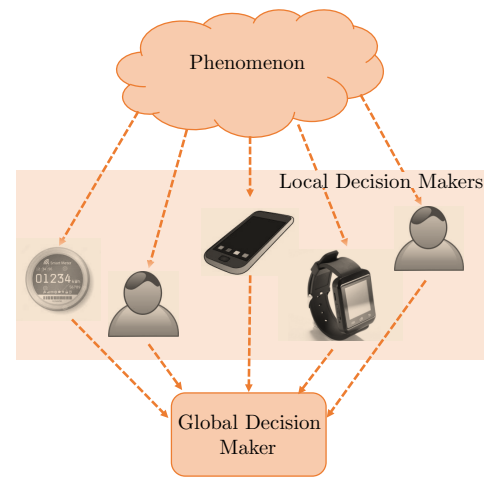 Phenomenon
Local Decision Makers
01234
Global Decision
Maker